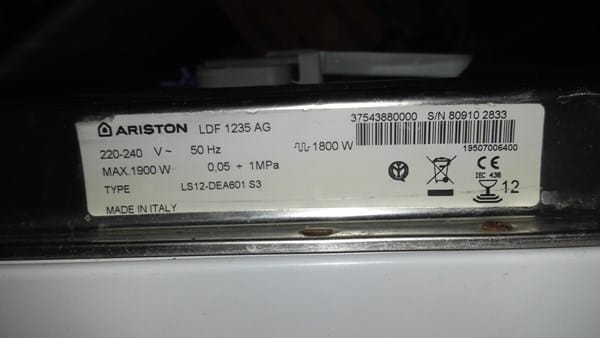 ARISTON LDF 1235 AG
37543880000 S/N 80910 2833
220-240 V~ 50 Hz
1800 W
19507006400
MAX.1900 W 0,05 ÷ 1MPa
CE
IEC 436
TYPE LS12-DEA601 S3
12
MADE IN ITALY